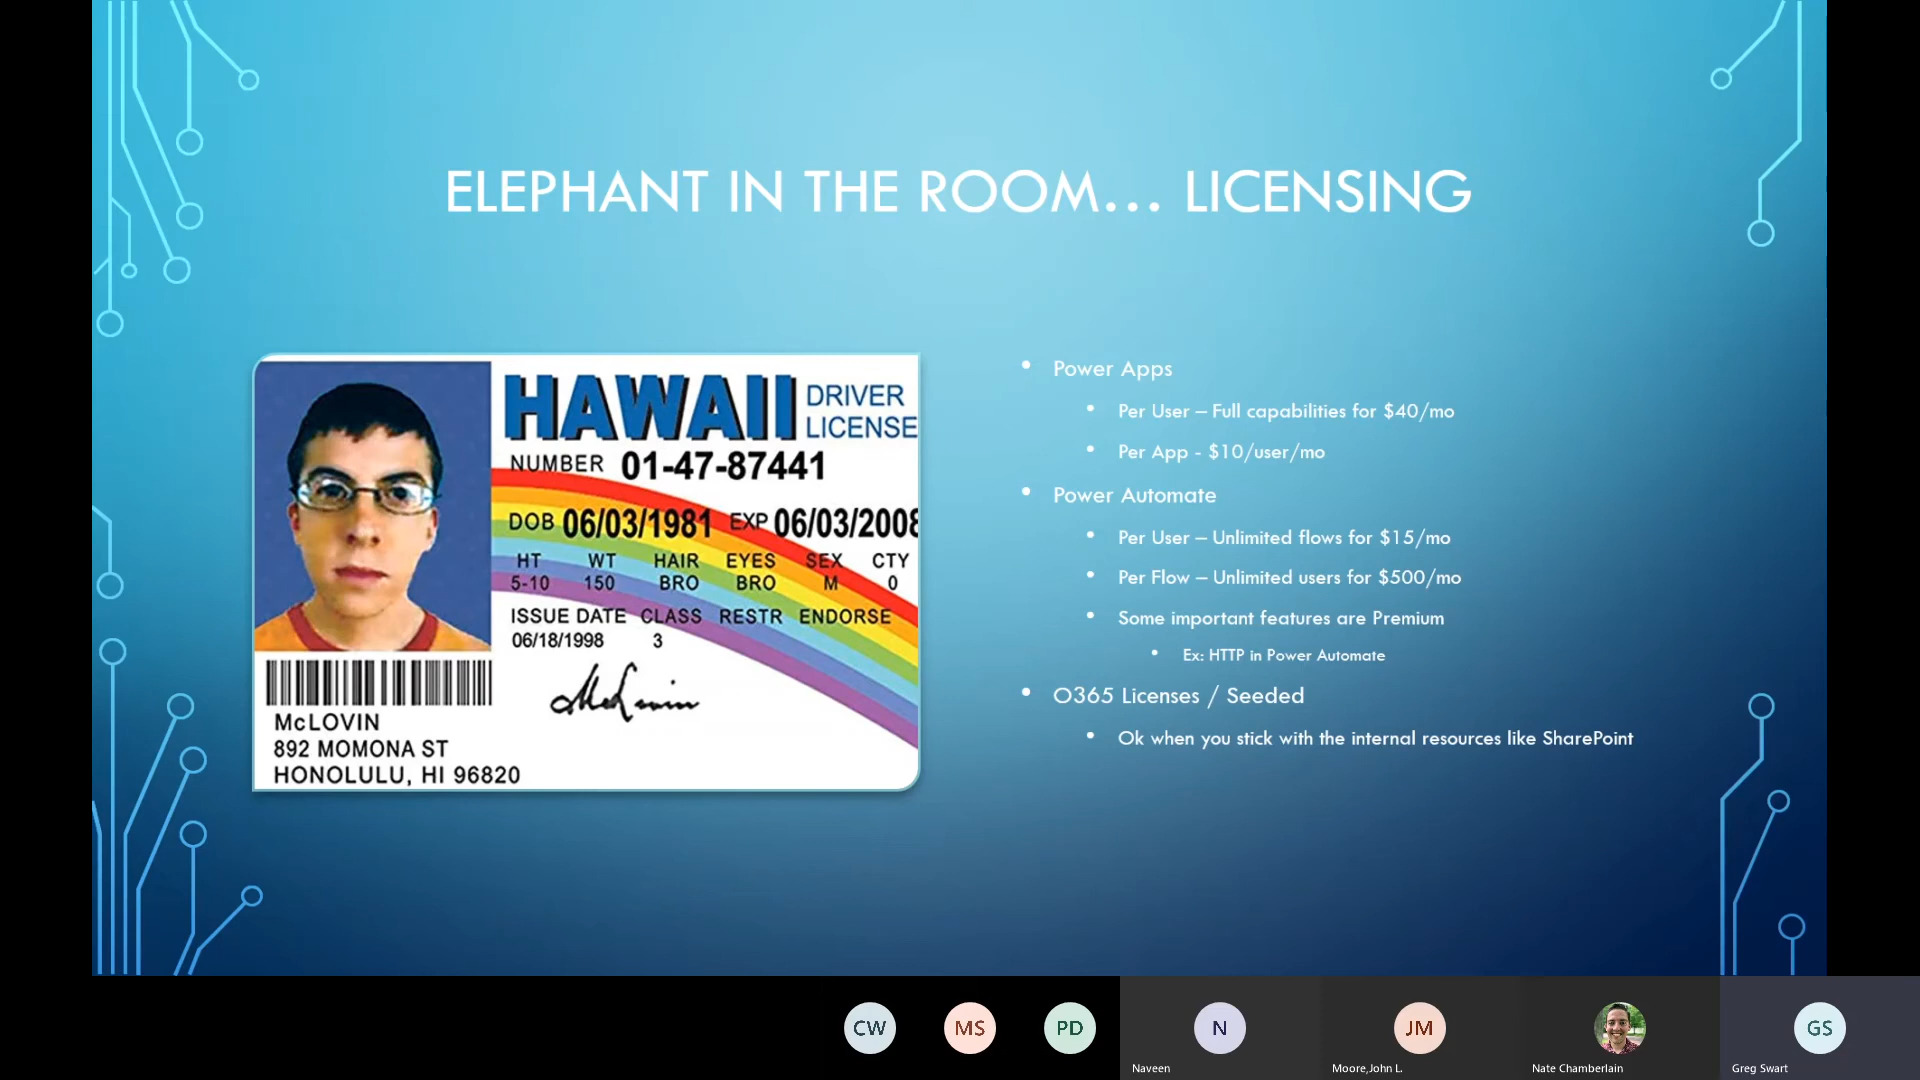 ELEPHANT IN THE ROOM... LICENSING
HAWAII DRIVER LICENSE
NUMBER 01-47-87441
DOB 06/03/1981 EXP 06/03/2008
HT WT HAIR EYES SEX CTY
5-10 150 BRO BRO M 0
ISSUE DATE CLASS RESTR ENDORSE
06/18/1998 3
McLovin
McLOVIN
892 MOMONA ST
HONOLULU, HI 96820
• Power Apps
• Per User – Full capabilities for $40/mo
• Per App - $10/user/mo
• Power Automate
• Per User – Unlimited flows for $15/mo
• Per Flow – Unlimited users for $500/mo
• Some important features are Premium
• Ex: HTTP in Power Automate
• O365 Licenses / Seeded
• Ok when you stick with the internal resources like SharePoint
CW MS PD N JM GS
Naveen Moore,John L. Nate Chamberlain Greg Swart